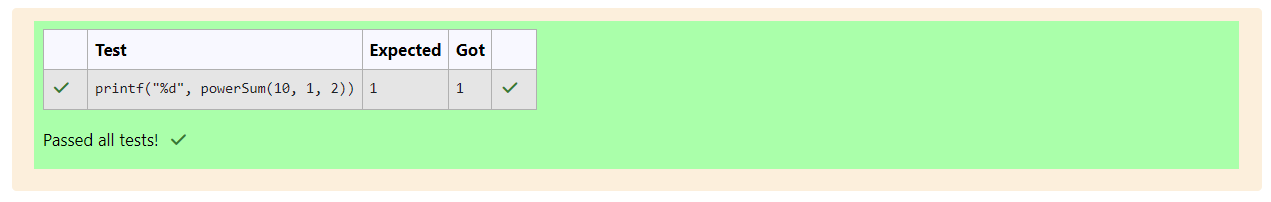 Test Expected Got
printf("%d", powerSum(10, 1, 2)) 1 1
Passed all tests!